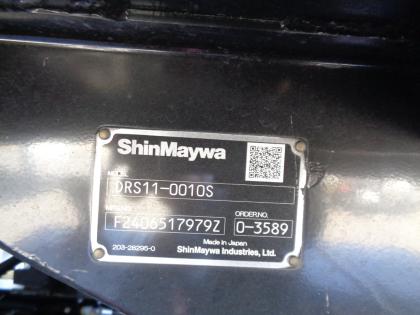 ShinMaywa
MODEL
DRS11-0010S
ORDER.NO.
F2406517979Z
0-3589
Made in Japan
203-28295-0
ShinMaywa Industries, Ltd.